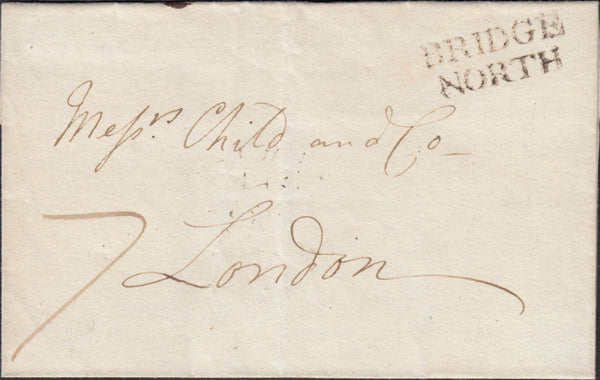 BRIDGE
NORTH
Messrs Child and Co
7 London